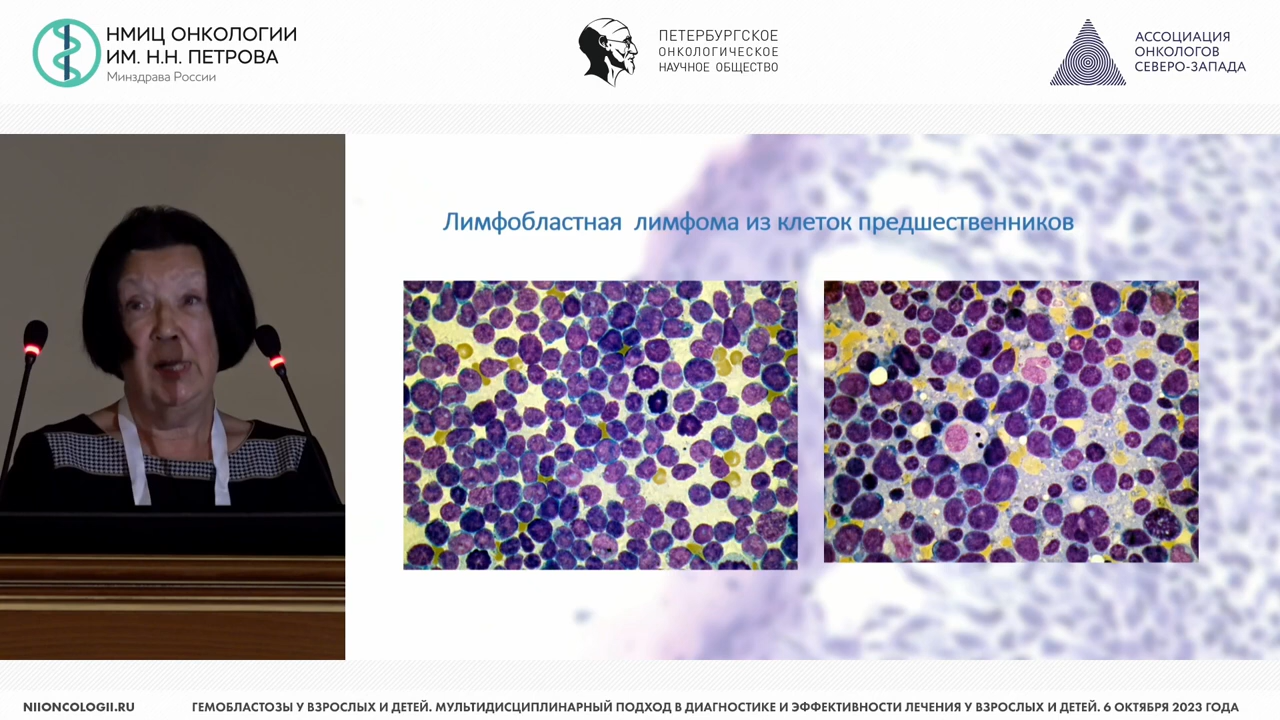 НМИЦ ОНКОЛОГИИ
ИМ. Н.Н. ПЕТРОВА
Минздрава России
ПЕТЕРБУРГСКОЕ
ОНКОЛОГИЧЕСКОЕ
НАУЧНОЕ ОБЩЕСТВО
АССОЦИАЦИЯ
ОНКОЛОГОВ
СЕВЕРО-ЗАПАДА
Лимфобластная лимфома из клеток предшественников
NIIONCOLOGII.RU
ГЕМОБЛАСТОЗЫ У ВЗРОСЛЫХ И ДЕТЕЙ. МУЛЬТИДИСЦИПЛИНАРНЫЙ ПОДХОД В ДИАГНОСТИКЕ И ЭФФЕКТИВНОСТИ ЛЕЧЕНИЯ У ВЗРОСЛЫХ И ДЕТЕЙ. 6 ОКТЯБРЯ 2023 ГОДА